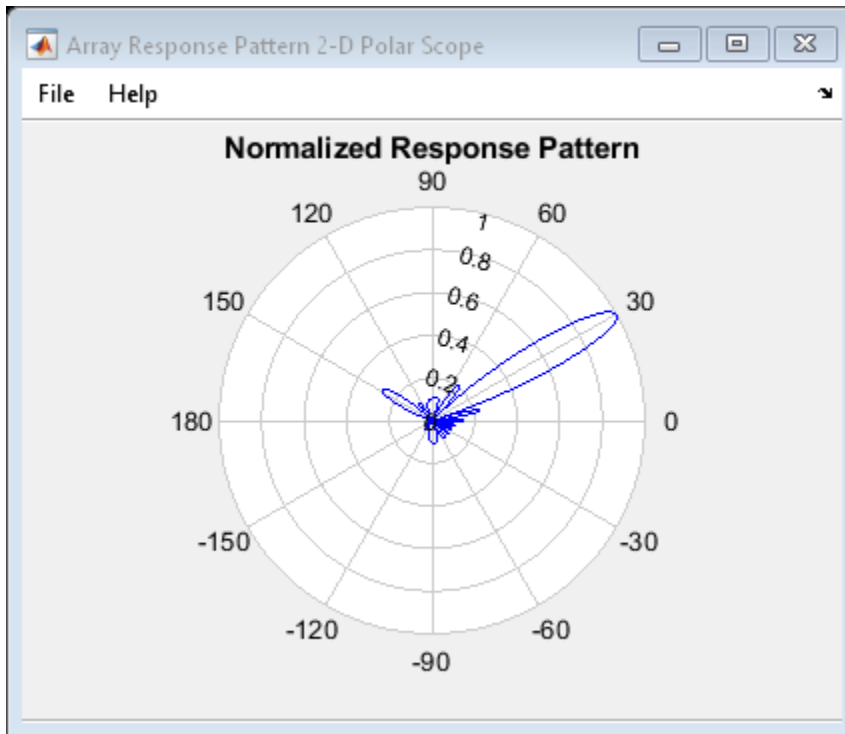 Array Response Pattern 2-D Polar Scope
File Help
Normalized Response Pattern
90
120 60
1
0.8
150 30
0.6
0.4
0.2
180 0 0
-150 -30
-120 -60
-90